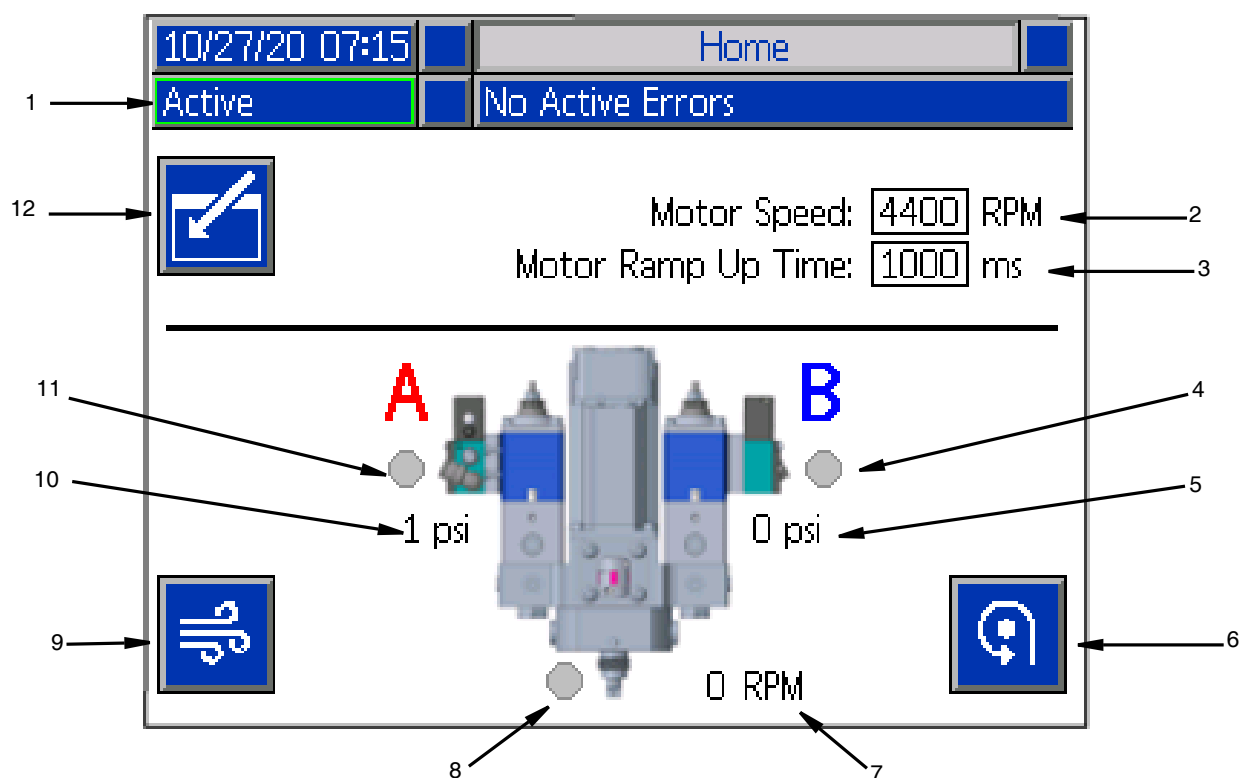 10/27/20 07:15 Home
1 Active No Active Errors
12 Motor Speed: 4400 RPM 2
Motor Ramp Up Time: 1000 ms 3
11 A B 4
10 1 psi 0 psi 5
9 6
0 RPM
8 7